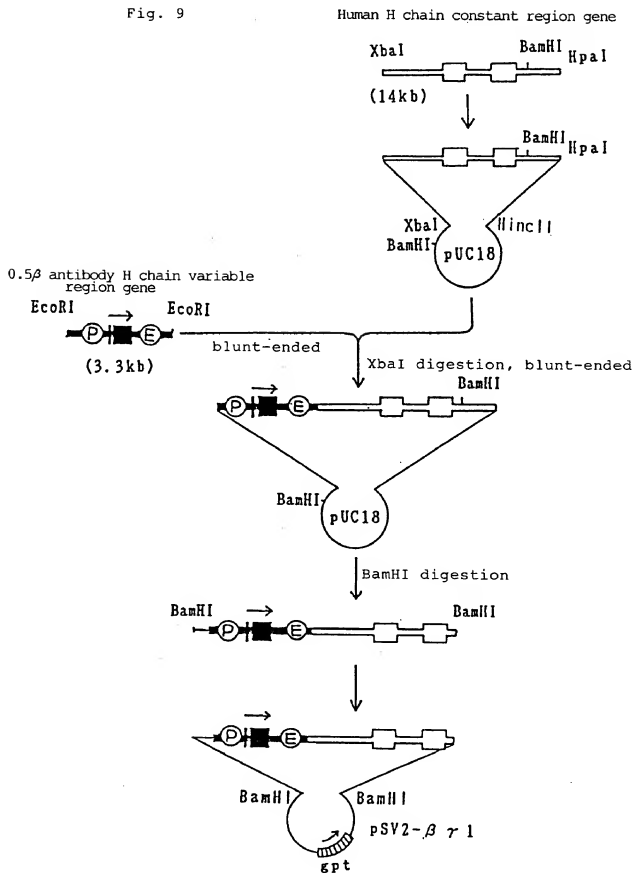 Fig. 9
Human H chain constant region gene
XbaI
BamHI
HpaI
(14kb)
BamHI
HpaI
XbaI
HincII
BamHI
pUC18
0.5β antibody H chain variable
region gene
EcoRI
EcoRI
P
E
(3.3kb)
blunt-ended
XbaI digestion, blunt-ended
BamHI
P
E
BamHI
pUC18
BamHI digestion
BamHI
BamHI
P
E
P
E
BamHI
BamHI
pSV2-β γ 1
gpt